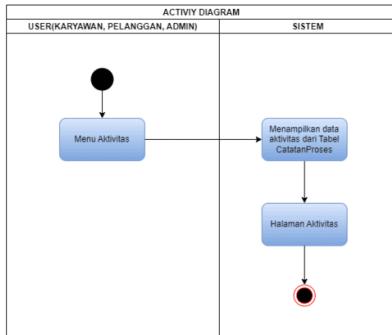 ACTIVIY DIAGRAM
USER(KARYAWAN, PELANGGAN, ADMIN)
SISTEM
Menu Aktivitas
Menampilkan data
aktivitas dari Tabel
CatatanProses
Halaman Aktivitas